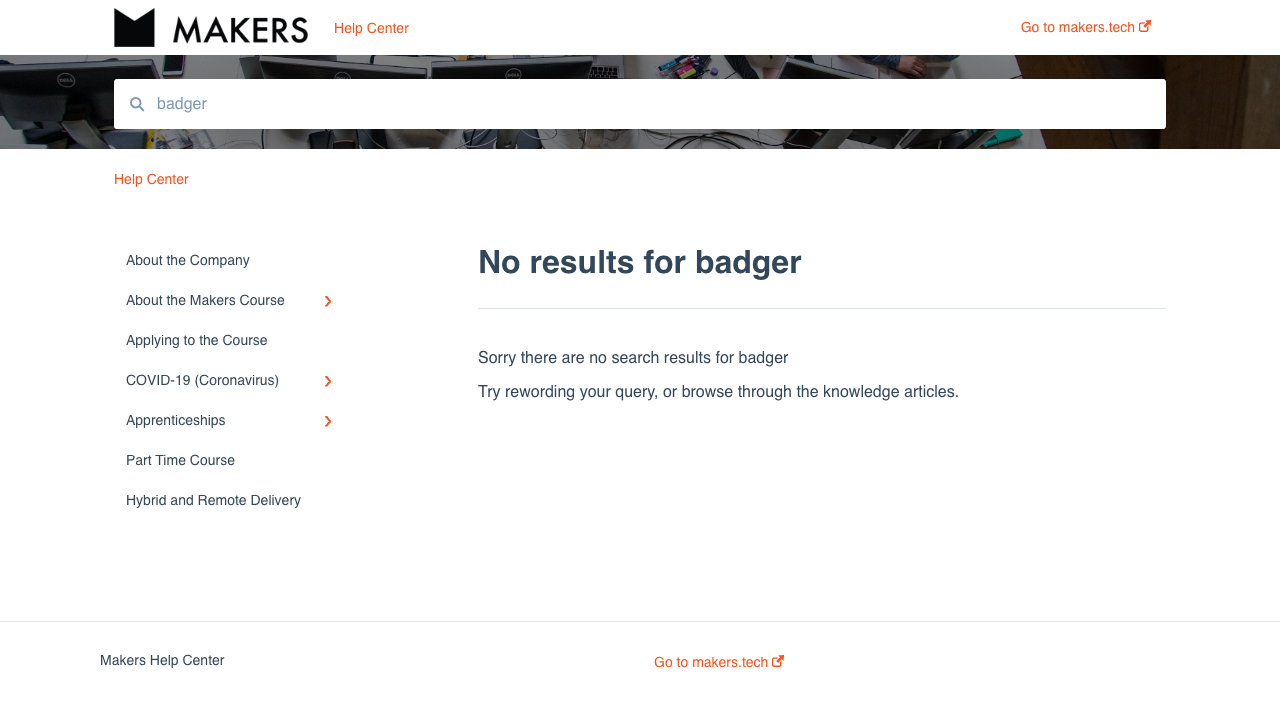 MAKERS
Help Center
Go to makers.tech
badger
Help Center
About the Company
About the Makers Course
Applying to the Course
COVID-19 (Coronavirus)
Apprenticeships
Part Time Course
Hybrid and Remote Delivery
No results for badger
Sorry there are no search results for badger
Try rewording your query, or browse through the knowledge articles.
Makers Help Center
Go to makers.tech